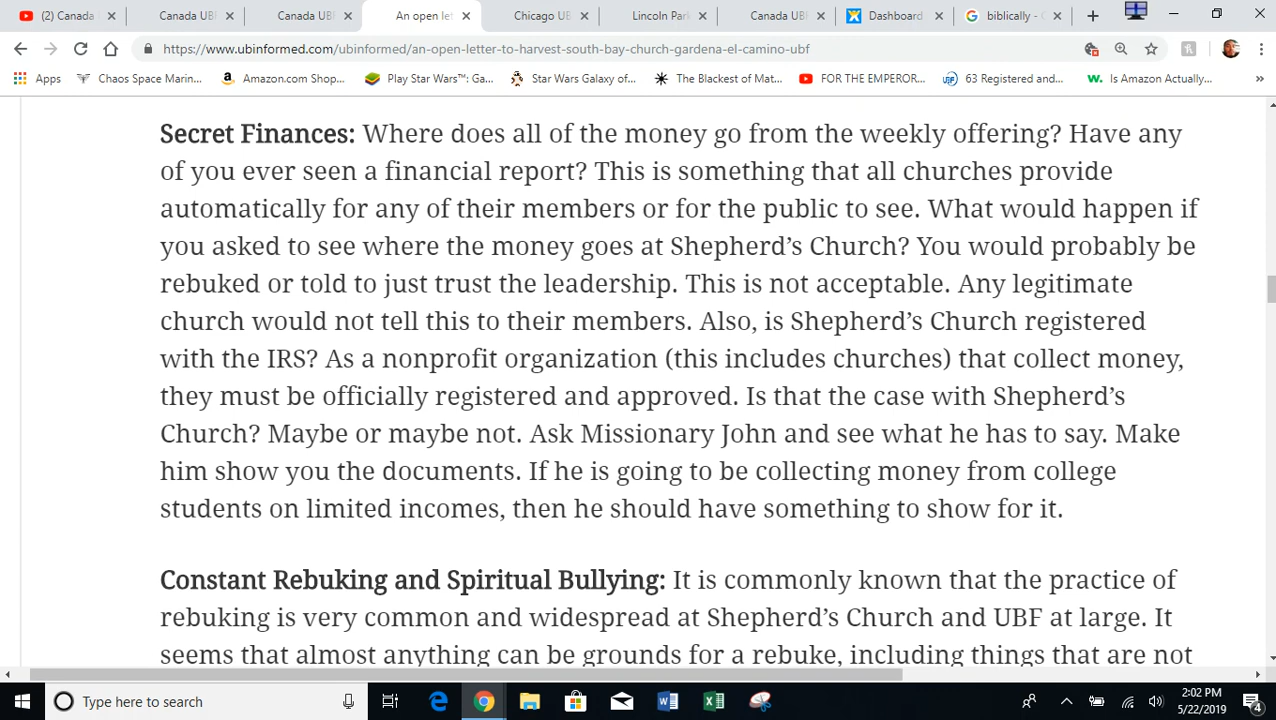 (2) Canada
Canada UBF
Canada UBF
An open let
Chicago UB
Lincoln Park
Canada UBF
Dashboard
biblically - G
https://www.ubinformed.com/ubinformed/an-open-letter-to-harvest-south-bay-church-gardena-el-camino-ubf
Apps
Chaos Space Marin...
Amazon.com Shop...
Play Star Wars™: Ga...
Star Wars Galaxy of...
The Blackest of Mat...
FOR THE EMPEROR...
63 Registered and...
Is Amazon Actually...
»
Secret Finances: Where does all of the money go from the weekly offering? Have any
of you ever seen a financial report? This is something that all churches provide
automatically for any of their members or for the public to see. What would happen if
you asked to see where the money goes at Shepherd’s Church? You would probably be
rebuked or told to just trust the leadership. This is not acceptable. Any legitimate
church would not tell this to their members. Also, is Shepherd’s Church registered
with the IRS? As a nonprofit organization (this includes churches) that collect money,
they must be officially registered and approved. Is that the case with Shepherd’s
Church? Maybe or maybe not. Ask Missionary John and see what he has to say. Make
him show you the documents. If he is going to be collecting money from college
students on limited incomes, then he should have something to show for it.
Constant Rebuking and Spiritual Bullying: It is commonly known that the practice of
rebuking is very common and widespread at Shepherd’s Church and UBF at large. It
seems that almost anything can be grounds for a rebuke, including things that are not
Type here to search
2:02 PM
5/22/2019
4